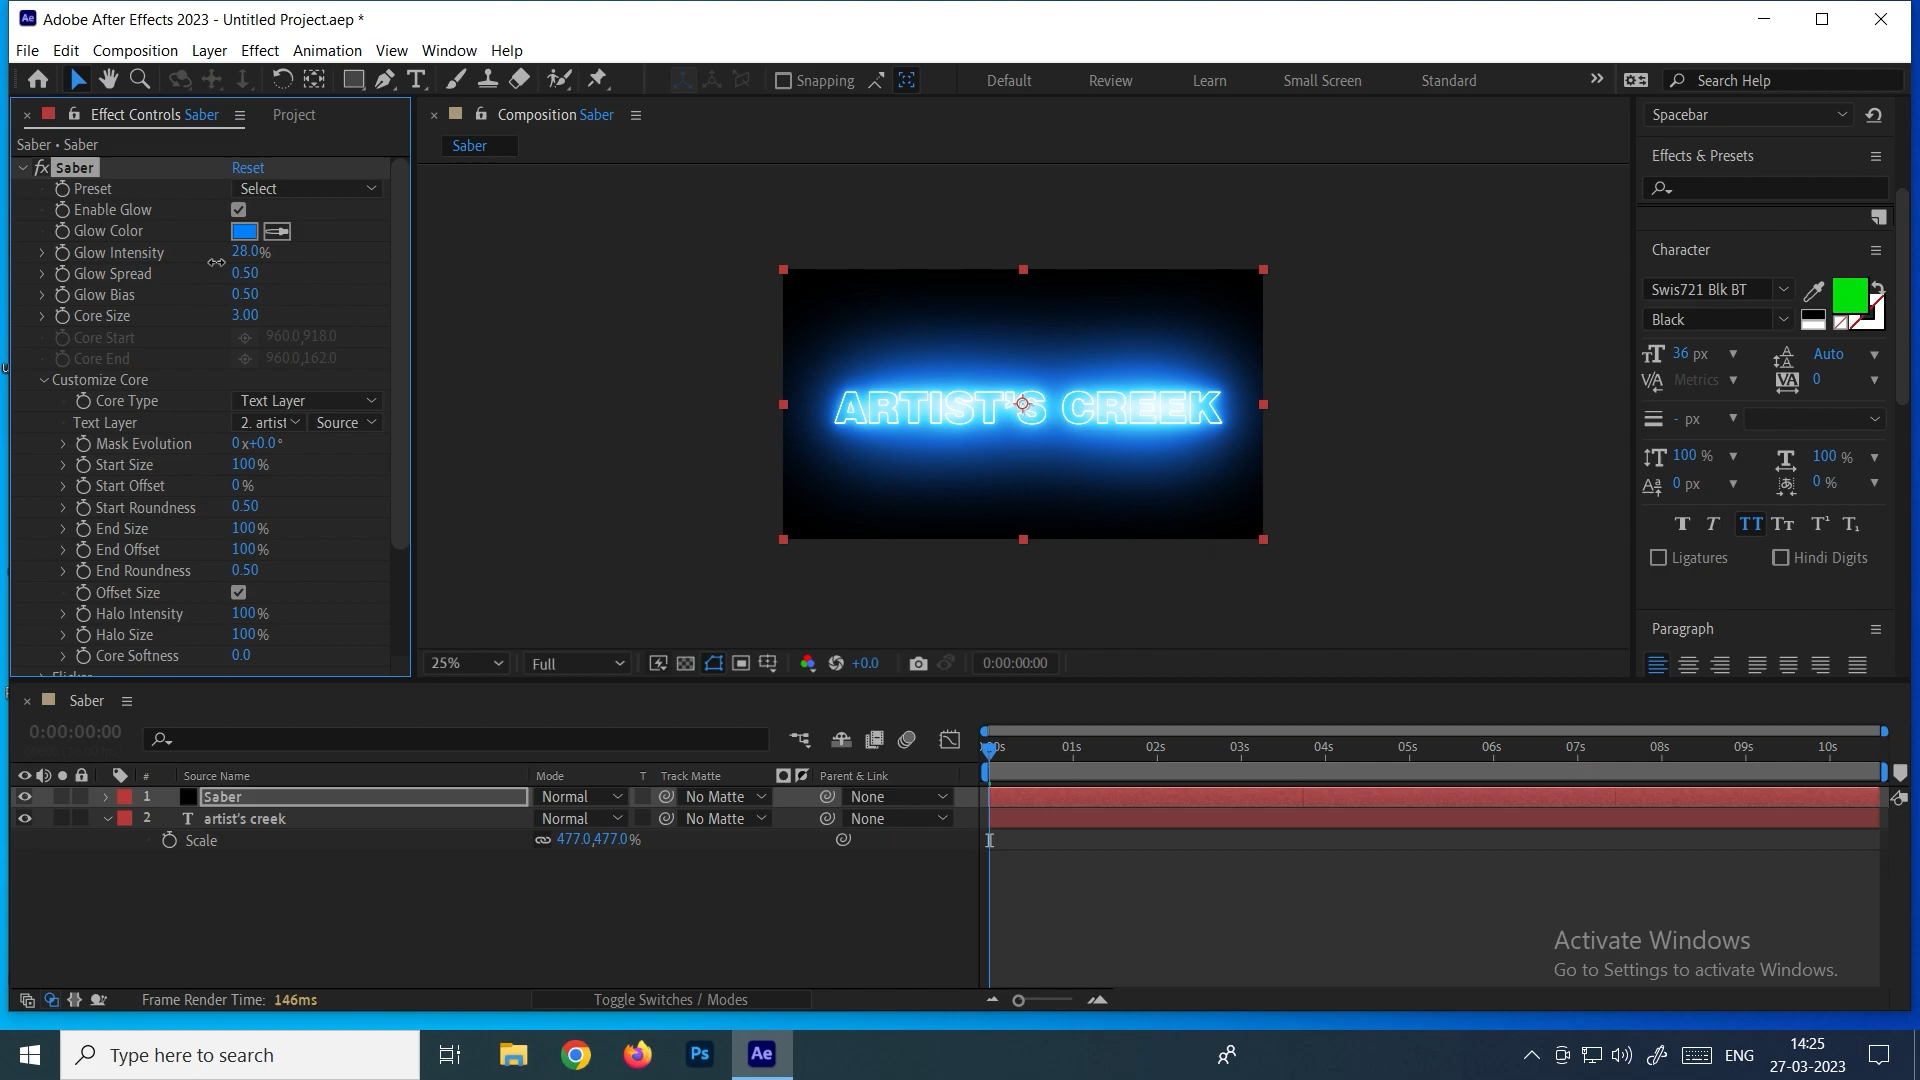 Adobe After Effects 2023 - Untitled Project.aep *
File Edit Composition Layer Effect Animation View Window Help
Snapping Default Review Learn Small Screen Standard Search Help
Effect Controls Saber Project
Saber • Saber
fx Saber Reset
Preset Select
Enable Glow
Glow Color
Glow Intensity 28.0%
Glow Spread 0.50
Glow Bias 0.50
Core Size 3.00
Core Start 960.0,918.0
Core End 960.0,162.0
Customize Core
Core Type Text Layer
Text Layer 2. artist Source
Mask Evolution 0x+0.0°
Start Size 100%
Start Offset 0%
Start Roundness 0.50
End Size 100%
End Offset 100%
End Roundness 0.50
Offset Size
Halo Intensity 100%
Halo Size 100%
Core Softness 0.0
Composition Saber
Saber
ARTIST'S CREEK
25% Full +0.0 0:00:00:00
Spacebar
Effects & Presets
Character
Swis721 Blk BT
Black
36 px Auto
Metrics 0
- px
100 % 100 %
0 px 0 %
T T TT Tt T¹ T₁
Ligatures Hindi Digits
Paragraph
Saber
0:00:00:00
00s 01s 02s 03s 04s 05s 06s 07s 08s 09s 10s
# Source Name Mode T Track Matte Parent & Link
1 Saber Normal No Matte None
2 T artist's creek Normal No Matte None
Scale 477.0,477.0%
Activate Windows
Go to Settings to activate Windows.
Frame Render Time: 146ms Toggle Switches / Modes
Type here to search Ps Ae ENG 14:25
27-03-2023